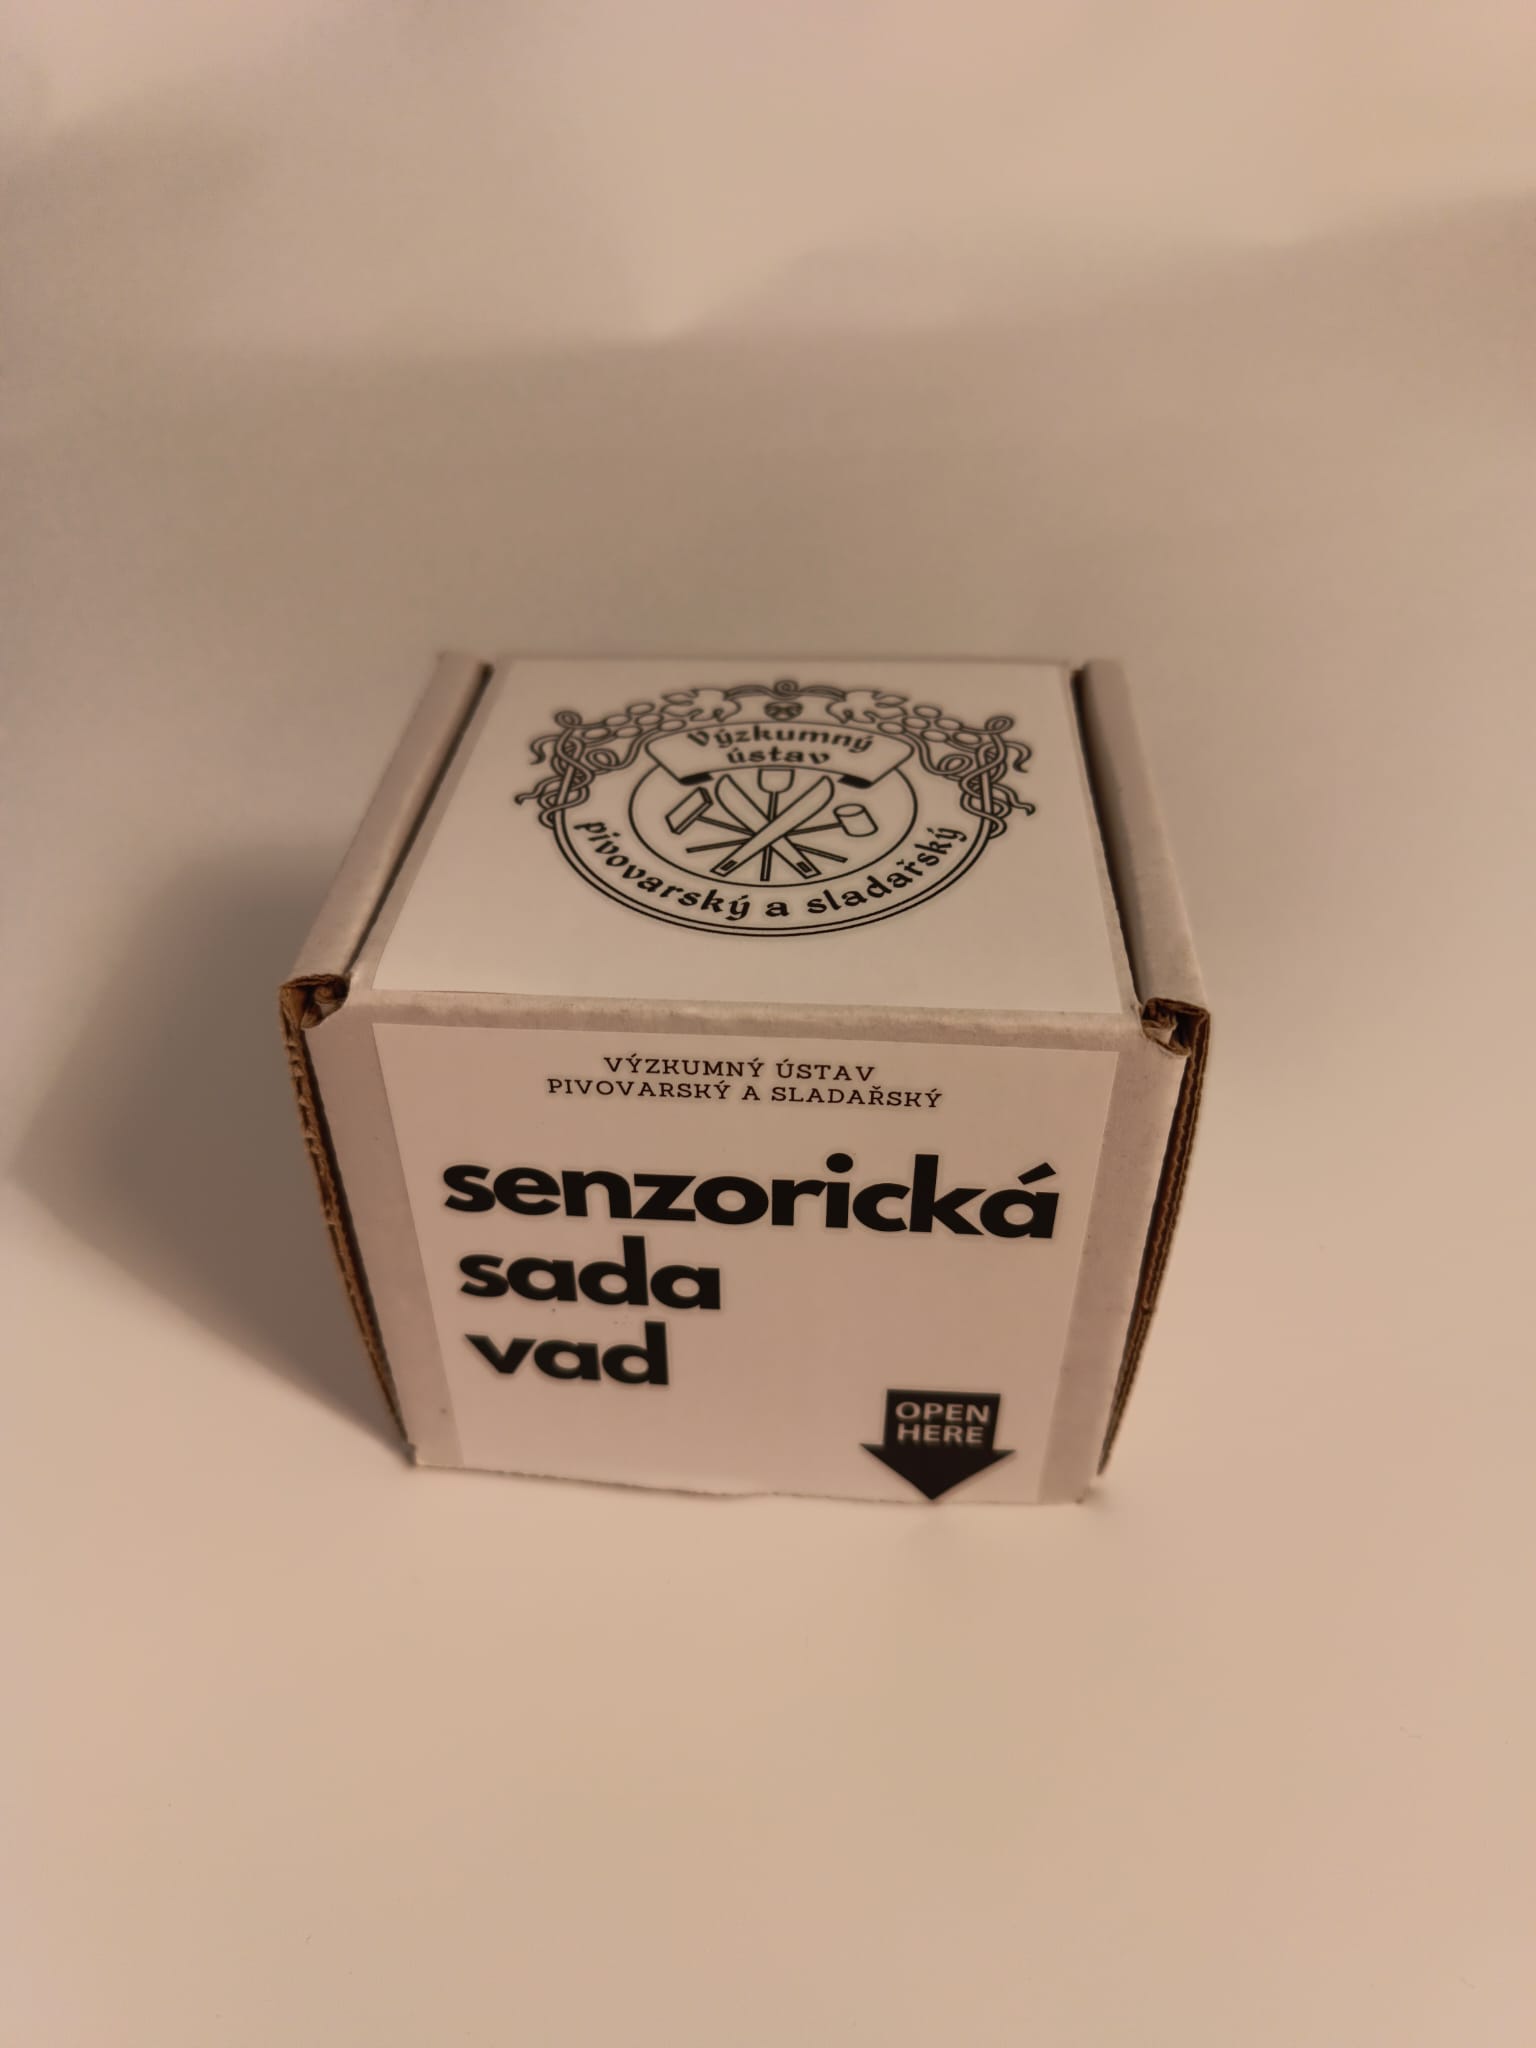 Výzkumný
ústav
pivovarský a sladařský
VÝZKUMNÝ ÚSTAV
PIVOVARSKÝ A SLADAŘSKÝ
senzorická
sada
vad
OPEN
HERE